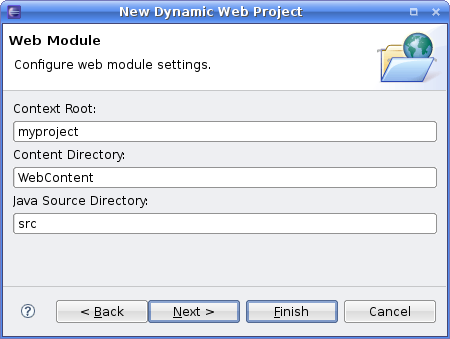 New Dynamic Web Project
Web Module
Configure web module settings.
Context Root:
myproject
Content Directory:
WebContent
Java Source Directory:
src
? < Back Next > Finish Cancel